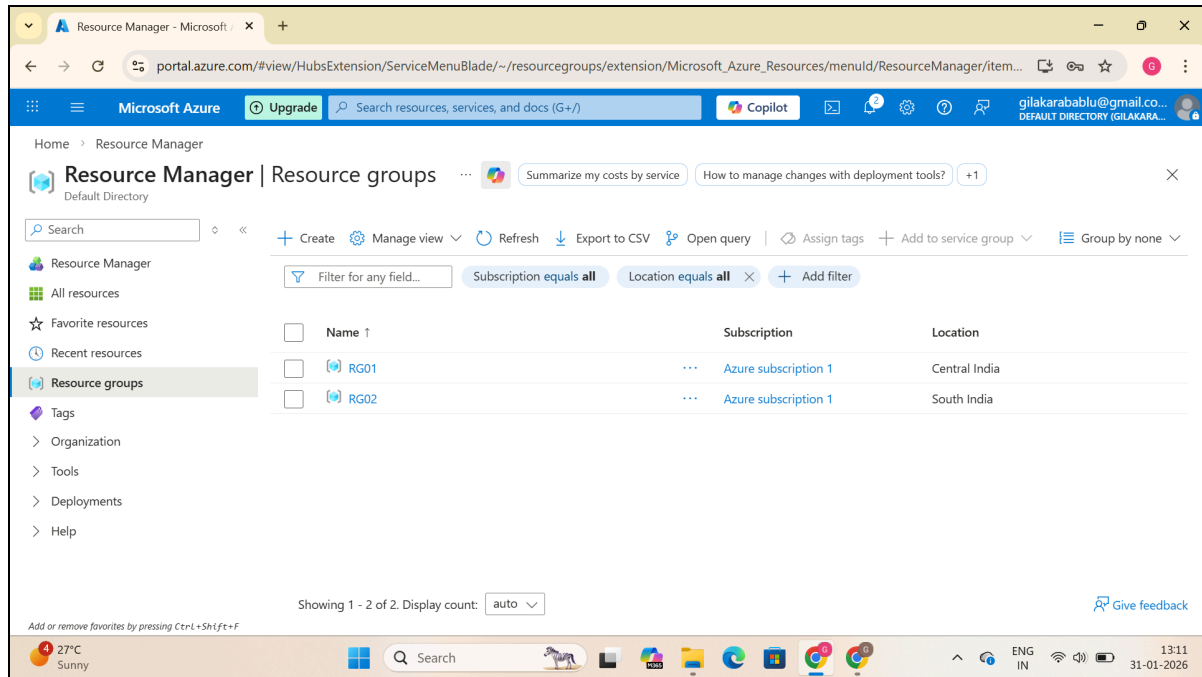 Resource Manager - Microsoft A
portal.azure.com/#view/HubsExtension/ServiceMenuBlade/~/resourcegroups/extension/Microsoft_Azure_Resources/menuId/ResourceManager/item...
G
Microsoft Azure Upgrade Search resources, services, and docs (G+/) Copilot 2 gilakarabablu@gmail.co...
DEFAULT DIRECTORY (GILAKARA...
Home > Resource Manager
Resource Manager | Resource groups ... Summarize my costs by service How to manage changes with deployment tools? +1
Default Directory
Search
Create Manage view Refresh Export to CSV Open query Assign tags Add to service group Group by none
Resource Manager
All resources
Favorite resources
Recent resources
Resource groups
Tags
Organization
Tools
Deployments
Help
Filter for any field... Subscription equals all Location equals all Add filter
Name ↑ Subscription Location
RG01 ... Azure subscription 1 Central India
RG02 ... Azure subscription 1 South India
Showing 1 - 2 of 2. Display count: auto
Give feedback
Add or remove favorites by pressing Ctrl+Shift+F
4 27°C
Sunny
Search
M365
G
G
ENG
IN
13:11
31-01-2026